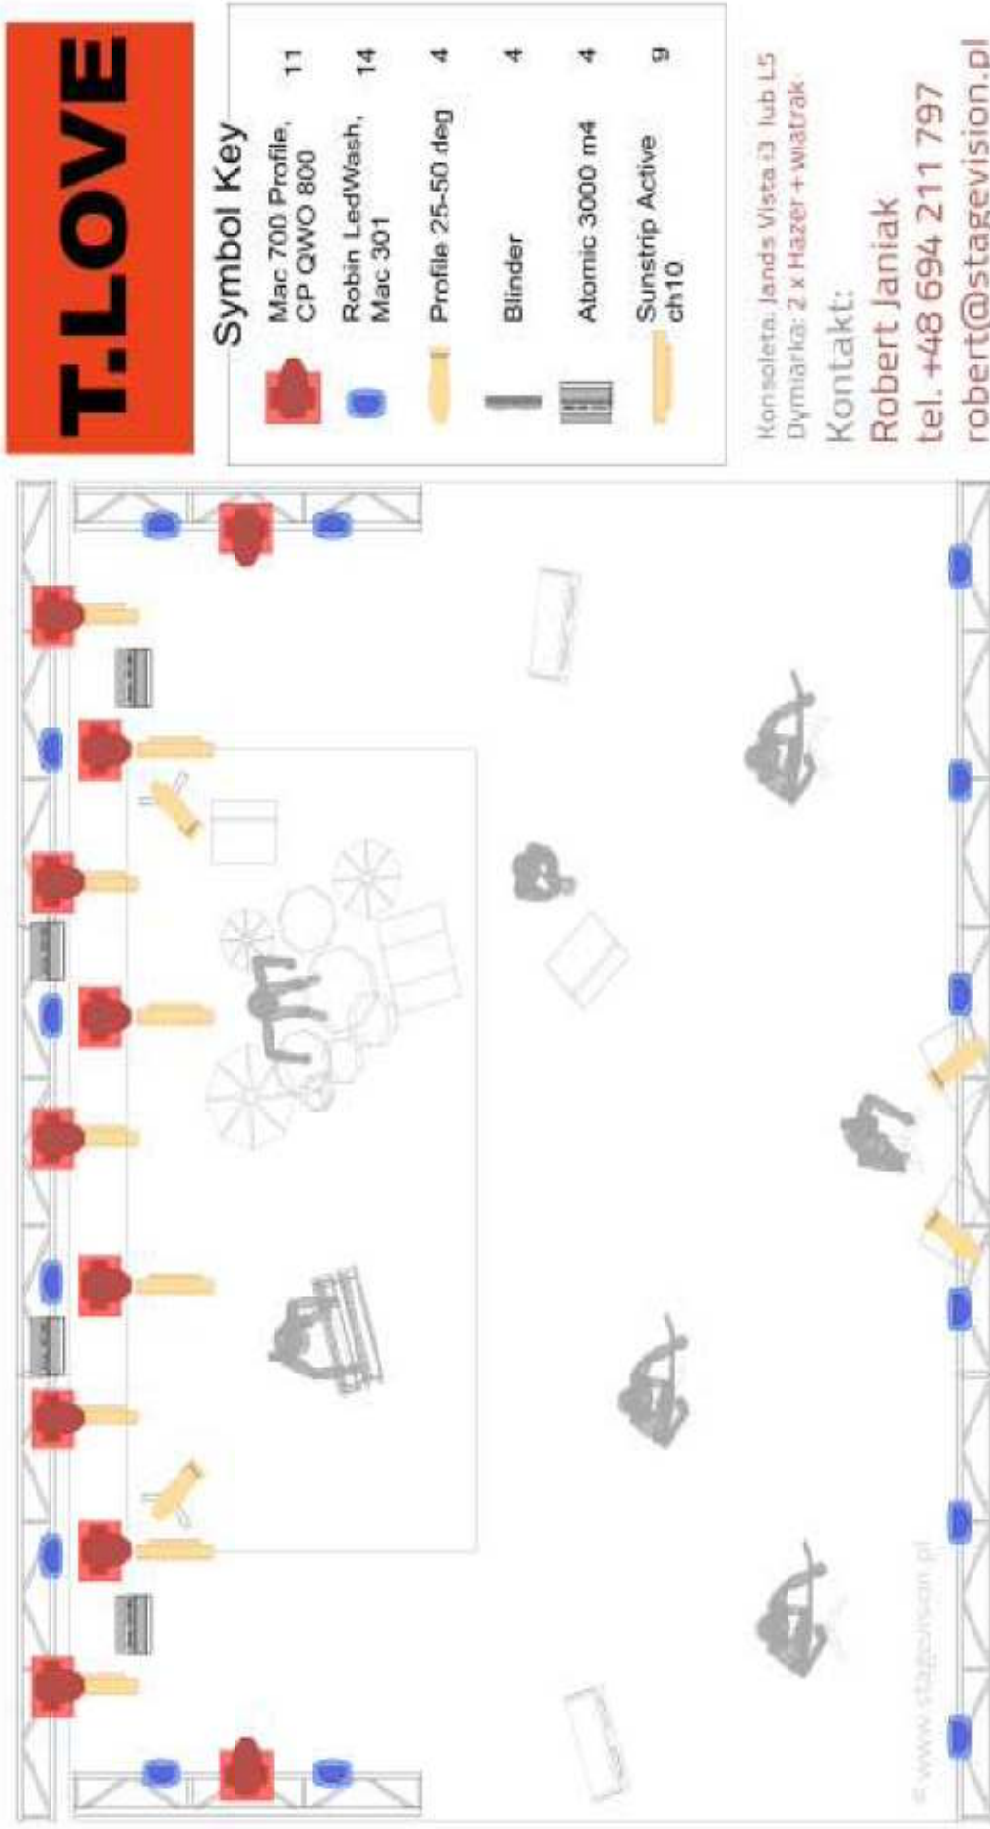 T.LOVE
Symbol Key
Mac 700 Profile, 11
CP QWO 800
Robin LedWash, 14
Mac 301
Profile 25-50 deg 4
Blinder 4
Atomic 3000 m4 4
Sunstrip Active 9
ch10
Konsoleta: Jands Vista t3 lub L5
Dymiarka: 2 x Hazer + wiatrak
Kontakt:
Robert Janiak
tel. +48 694 211 797
robert@stagevision.pl
© www.stagevision.pl